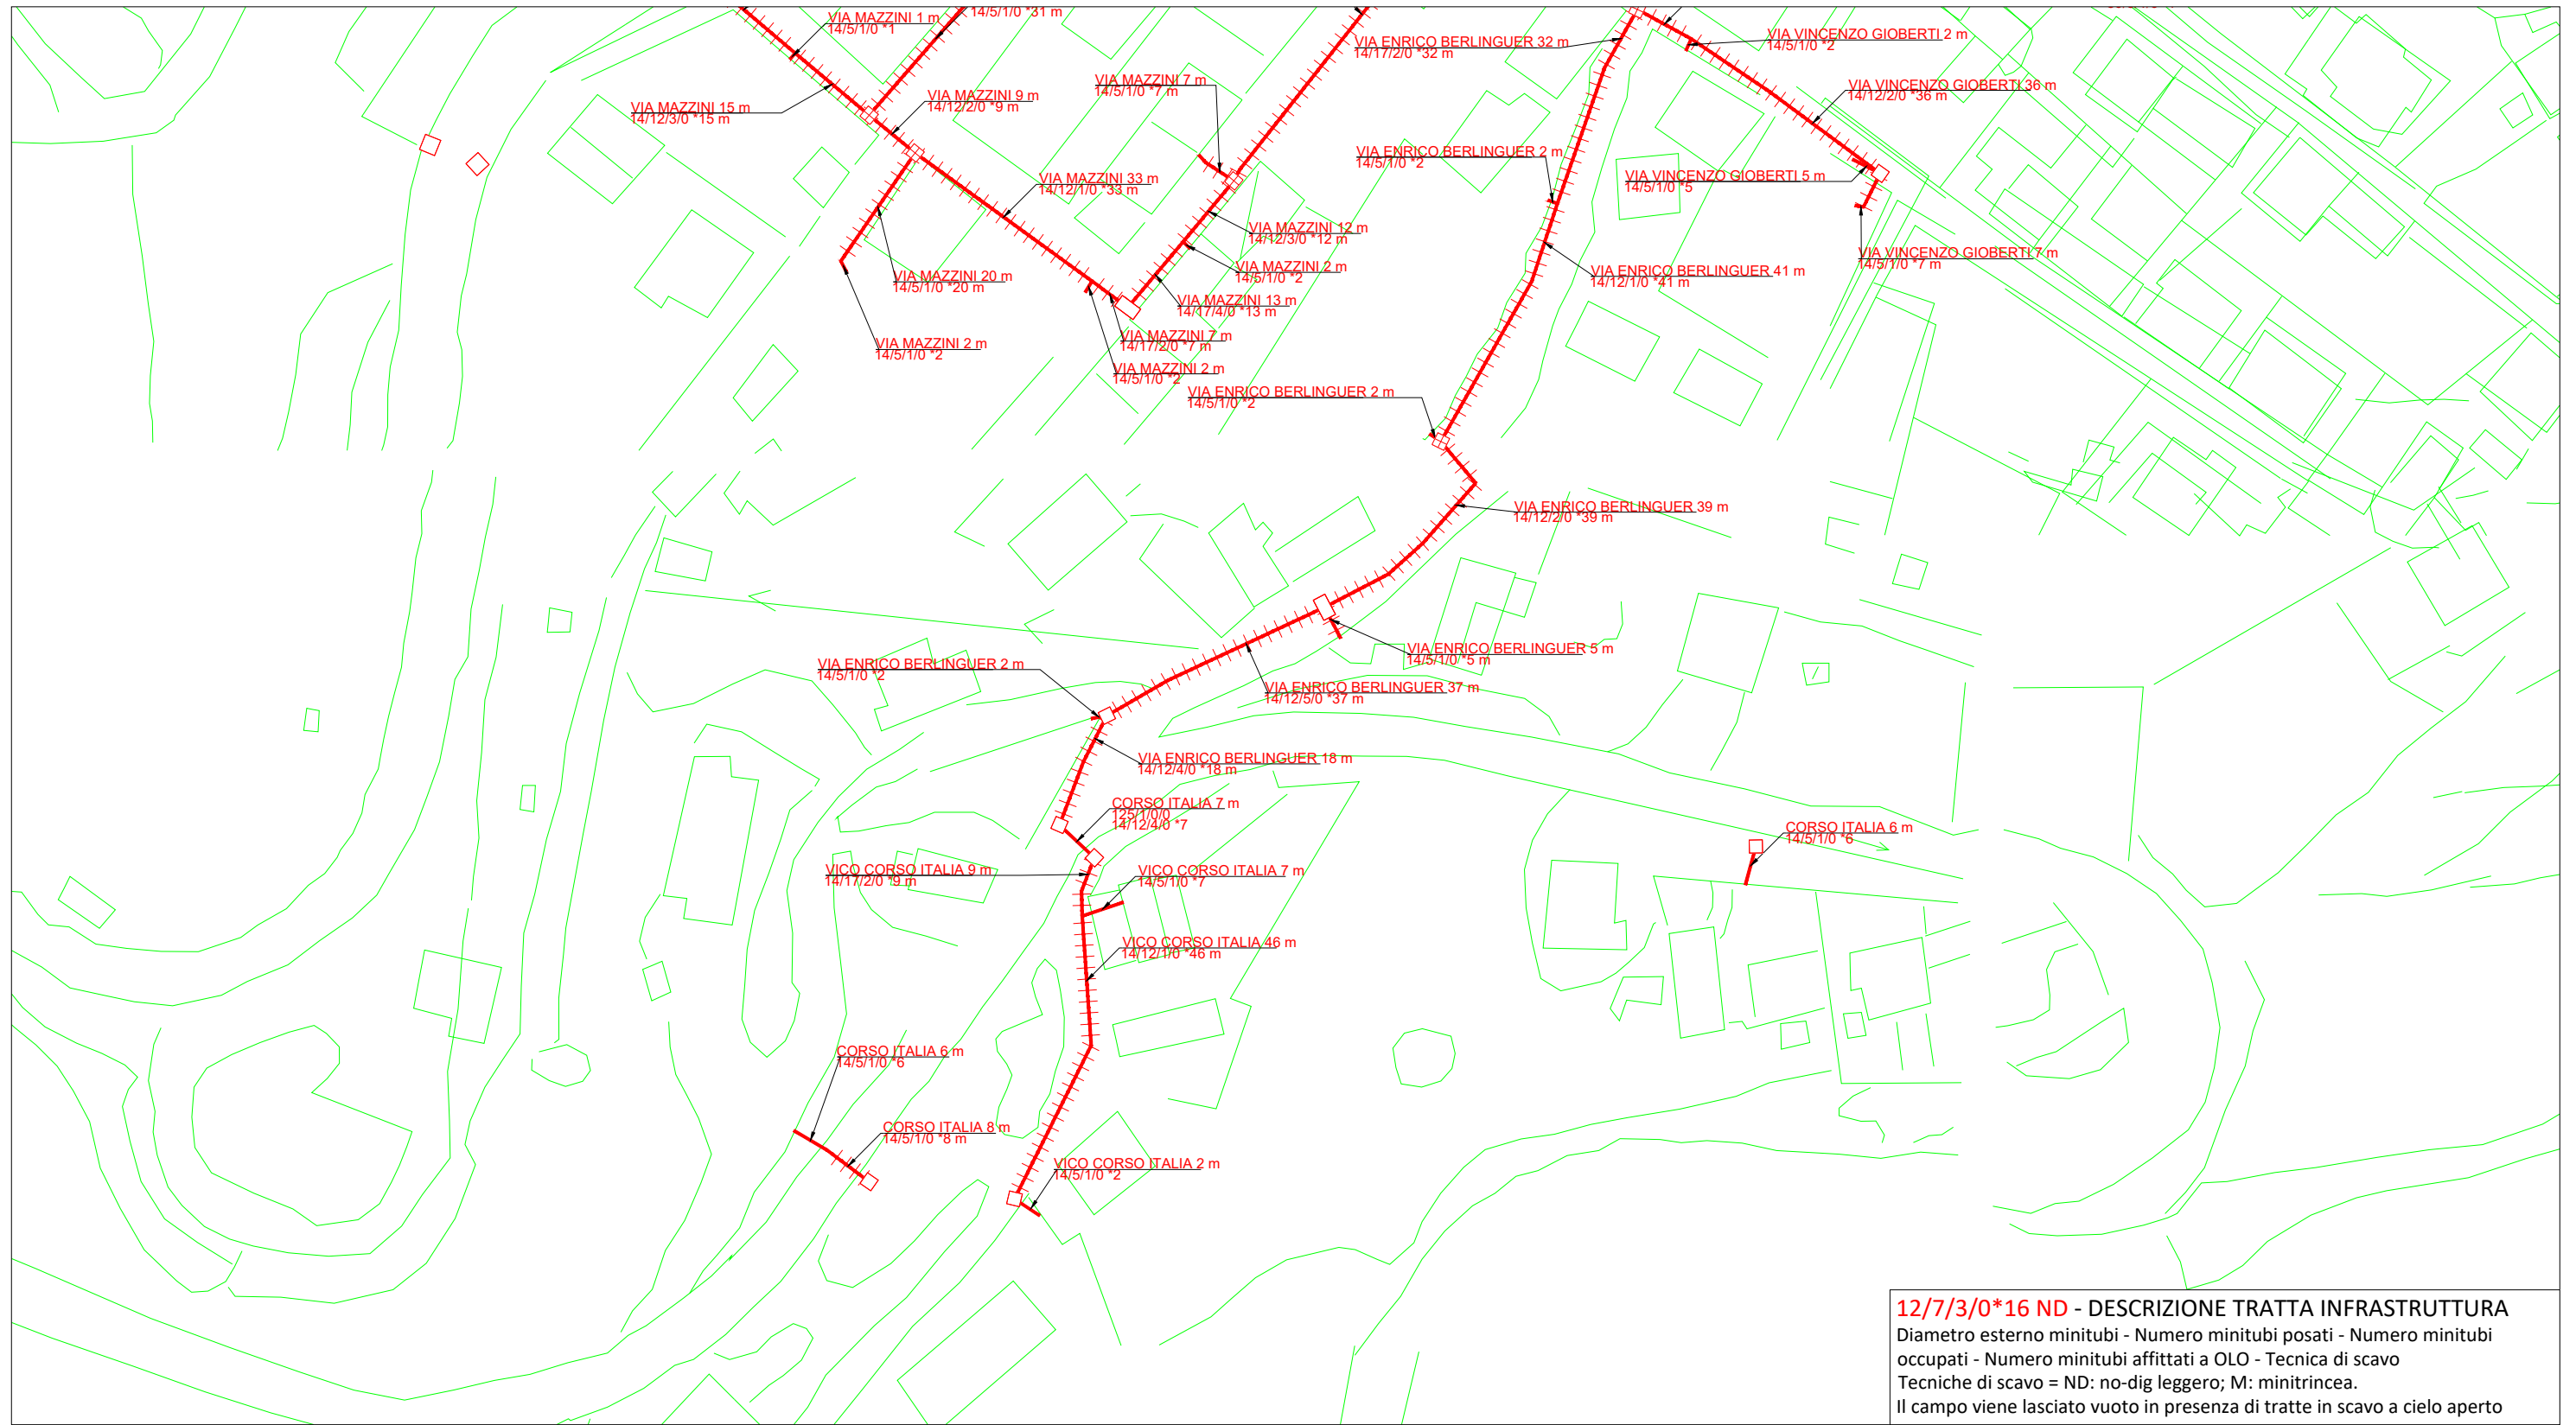 VIA MAZZINI 1 m
14/5/1/0 *1
14/5/1/0 *31 m
VIA ENRICO BERLINGUER 32 m
14/17/2/0 *32 m
VIA VINCENZO GIOBERTI 2 m
14/5/1/0 *2
VIA MAZZINI 15 m
14/12/3/0 *15 m
VIA MAZZINI 9 m
14/12/2/0 *9 m
VIA MAZZINI 7 m
14/5/1/0 *7 m
VIA VINCENZO GIOBERTI 36 m
14/12/2/0 *36 m
VIA ENRICO BERLINGUER 2 m
14/5/1/0 *2
VIA MAZZINI 33 m
14/12/1/0 *33 m
VIA VINCENZO GIOBERTI 5 m
14/5/1/0 *5
VIA MAZZINI 12 m
14/12/3/0 *12 m
VIA VINCENZO GIOBERTI 7 m
14/5/1/0 *7 m
VIA MAZZINI 20 m
14/5/1/0 *20 m
VIA MAZZINI 2 m
14/5/1/0 *2
VIA ENRICO BERLINGUER 41 m
14/12/1/0 *41 m
VIA MAZZINI 13 m
14/17/4/0 *13 m
VIA MAZZINI 2 m
14/5/1/0 *2
VIA MAZZINI 7 m
14/17/2/0 *7 m
VIA MAZZINI 2 m
14/5/1/0 *2
VIA ENRICO BERLINGUER 2 m
14/5/1/0 *2
VIA ENRICO BERLINGUER 39 m
14/12/2/0 *39 m
VIA ENRICO BERLINGUER 2 m
14/5/1/0 *2
VIA ENRICO BERLINGUER 5 m
14/5/1/0 *5 m
VIA ENRICO BERLINGUER 37 m
14/12/5/0 *37 m
VIA ENRICO BERLINGUER 18 m
14/12/4/0 *18 m
CORSO ITALIA 7 m
125/1/0/0
14/12/4/0 *7
CORSO ITALIA 6 m
14/5/1/0 *6
VICO CORSO ITALIA 9 m
14/17/2/0 *9 m
VICO CORSO ITALIA 7 m
14/5/1/0 *7
VICO CORSO ITALIA 46 m
14/12/1/0 *46 m
CORSO ITALIA 6 m
14/5/1/0 *6
CORSO ITALIA 8 m
14/5/1/0 *8 m
VICO CORSO ITALIA 2 m
14/5/1/0 *2
12/7/3/0*16 ND - DESCRIZIONE TRATTA INFRASTRUTTURA
Diametro esterno minitubi - Numero minitubi posati - Numero minitubi
occupati - Numero minitubi affittati a OLO - Tecnica di scavo
Tecniche di scavo = ND: no-dig leggero; M: minitrincea.
Il campo viene lasciato vuoto in presenza di tratte in scavo a cielo aperto